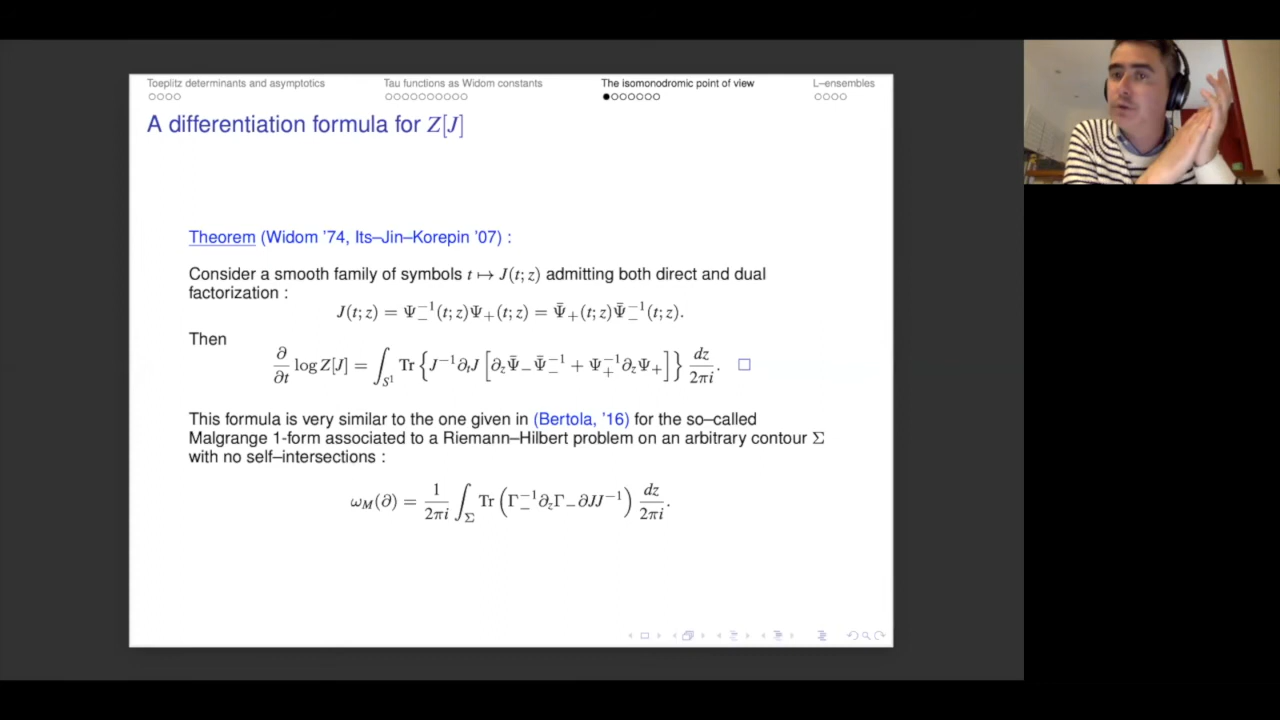 Toeplitz determinants and asymptotics Tau functions as Widom constants The isomonodromic point of view L–ensembles
A differentiation formula for Z[J]
Theorem (Widom '74, Its–Jin–Korepin '07) :
Consider a smooth family of symbols t ↦ J(t; z) admitting both direct and dual
factorization :
J(t; z) = Ψ₋⁻¹(t; z)Ψ₊(t; z) = Ψ̄₊(t; z)Ψ̄₋⁻¹(t; z).
Then
∂/∂t log Z[J] = ∫_{S¹} Tr { J⁻¹∂ₜJ [ ∂_zΨ̄₋Ψ̄₋⁻¹ + Ψ₊⁻¹∂_zΨ₊ ] } dz/2πi. □
This formula is very similar to the one given in (Bertola, '16) for the so–called
Malgrange 1-form associated to a Riemann–Hilbert problem on an arbitrary contour Σ
with no self–intersections :
ω_M(∂) = 1/2πi ∫_Σ Tr ( Γ₋⁻¹∂_zΓ₋∂JJ⁻¹ ) dz/2πi.